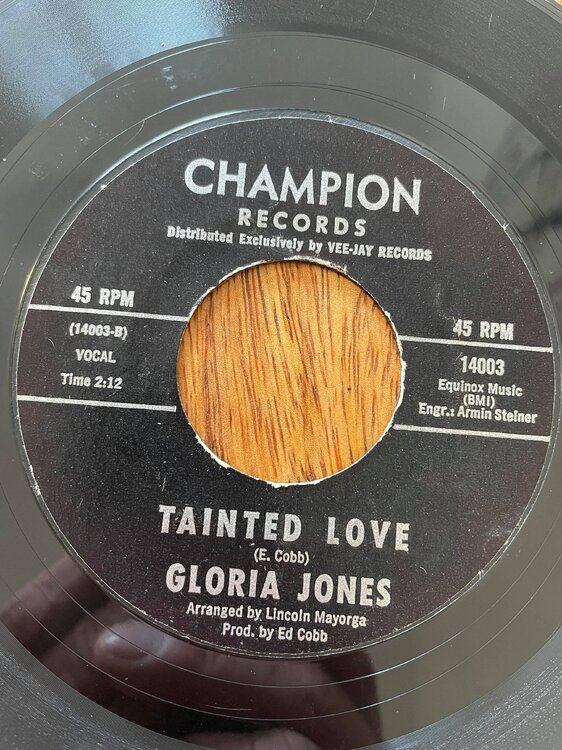 CHAMPION
RECORDS
Distributed Exclusively by VEE-JAY RECORDS
45 RPM
(14003-B)
VOCAL
Time 2:12
45 RPM
14003
Equinox Music
(BMI)
Engr.: Armin Steiner
TAINTED LOVE
(E. Cobb)
GLORIA JONES
Arranged by Lincoln Mayorga
Prod. by Ed Cobb